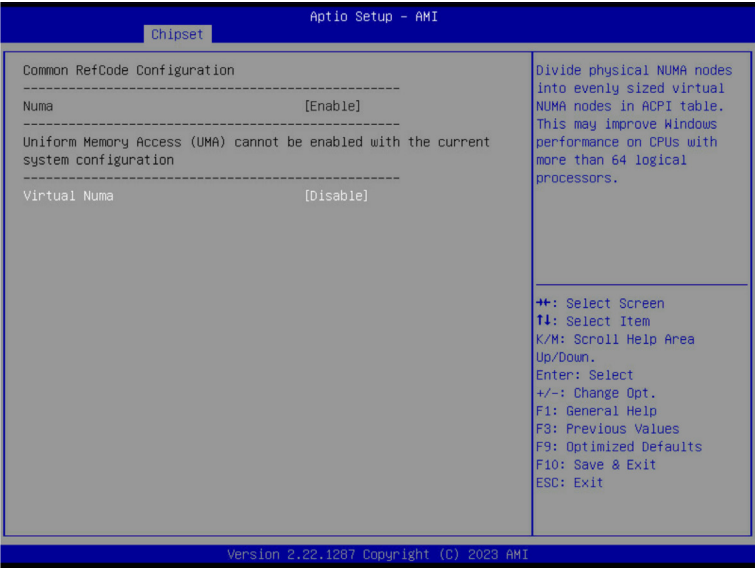 Aptio Setup - AMI
Chipset
Common RefCode Configuration
--------------------------------------------------
Numa [Enable]
--------------------------------------------------
Uniform Memory Access (UMA) cannot be enabled with the current
system configuration
--------------------------------------------------
Virtual Numa [Disable]
Divide physical NUMA nodes
into evenly sized virtual
NUMA nodes in ACPI table.
This may improve Windows
performance on CPUs with
more than 64 logical
processors.
→←: Select Screen
↑↓: Select Item
K/M: Scroll Help Area
Up/Down.
Enter: Select
+/-: Change Opt.
F1: General Help
F3: Previous Values
F9: Optimized Defaults
F10: Save & Exit
ESC: Exit
Version 2.22.1287 Copyright (C) 2023 AMI